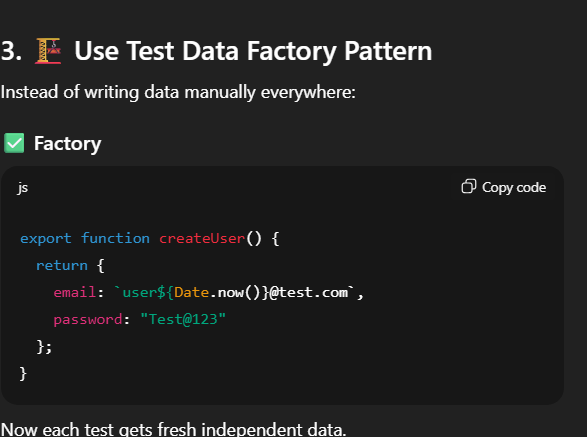 3. 🏗️ Use Test Data Factory Pattern
Instead of writing data manually everywhere:
✅ Factory
js Copy code
export function createUser() {
  return {
    email: `user${Date.now()}@test.com`,
    password: "Test@123"
  };
}
Now each test gets fresh independent data.